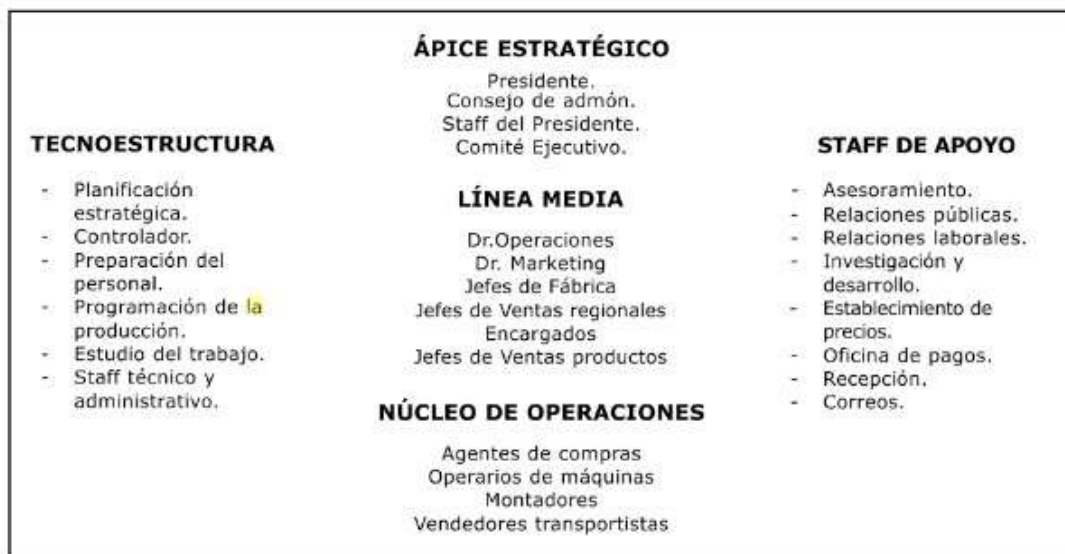 ÁPICE ESTRATÉGICO
Presidente.
Consejo de admón.
Staff del Presidente.
Comité Ejecutivo.
TECNOESTRUCTURA
- Planificación
estratégica.
- Controlador.
- Preparación del
personal.
- Programación de la
producción.
- Estudio del trabajo.
- Staff técnico y
administrativo.
LÍNEA MEDIA
Dr.Operaciones
Dr. Marketing
Jefes de Fábrica
Jefes de Ventas regionales
Encargados
Jefes de Ventas productos
NÚCLEO DE OPERACIONES
Agentes de compras
Operarios de máquinas
Montadores
Vendedores transportistas
STAFF DE APOYO
- Asesoramiento.
- Relaciones públicas.
- Relaciones laborales.
- Investigación y
desarrollo.
- Establecimiento de
precios.
- Oficina de pagos.
- Recepción.
- Correos.